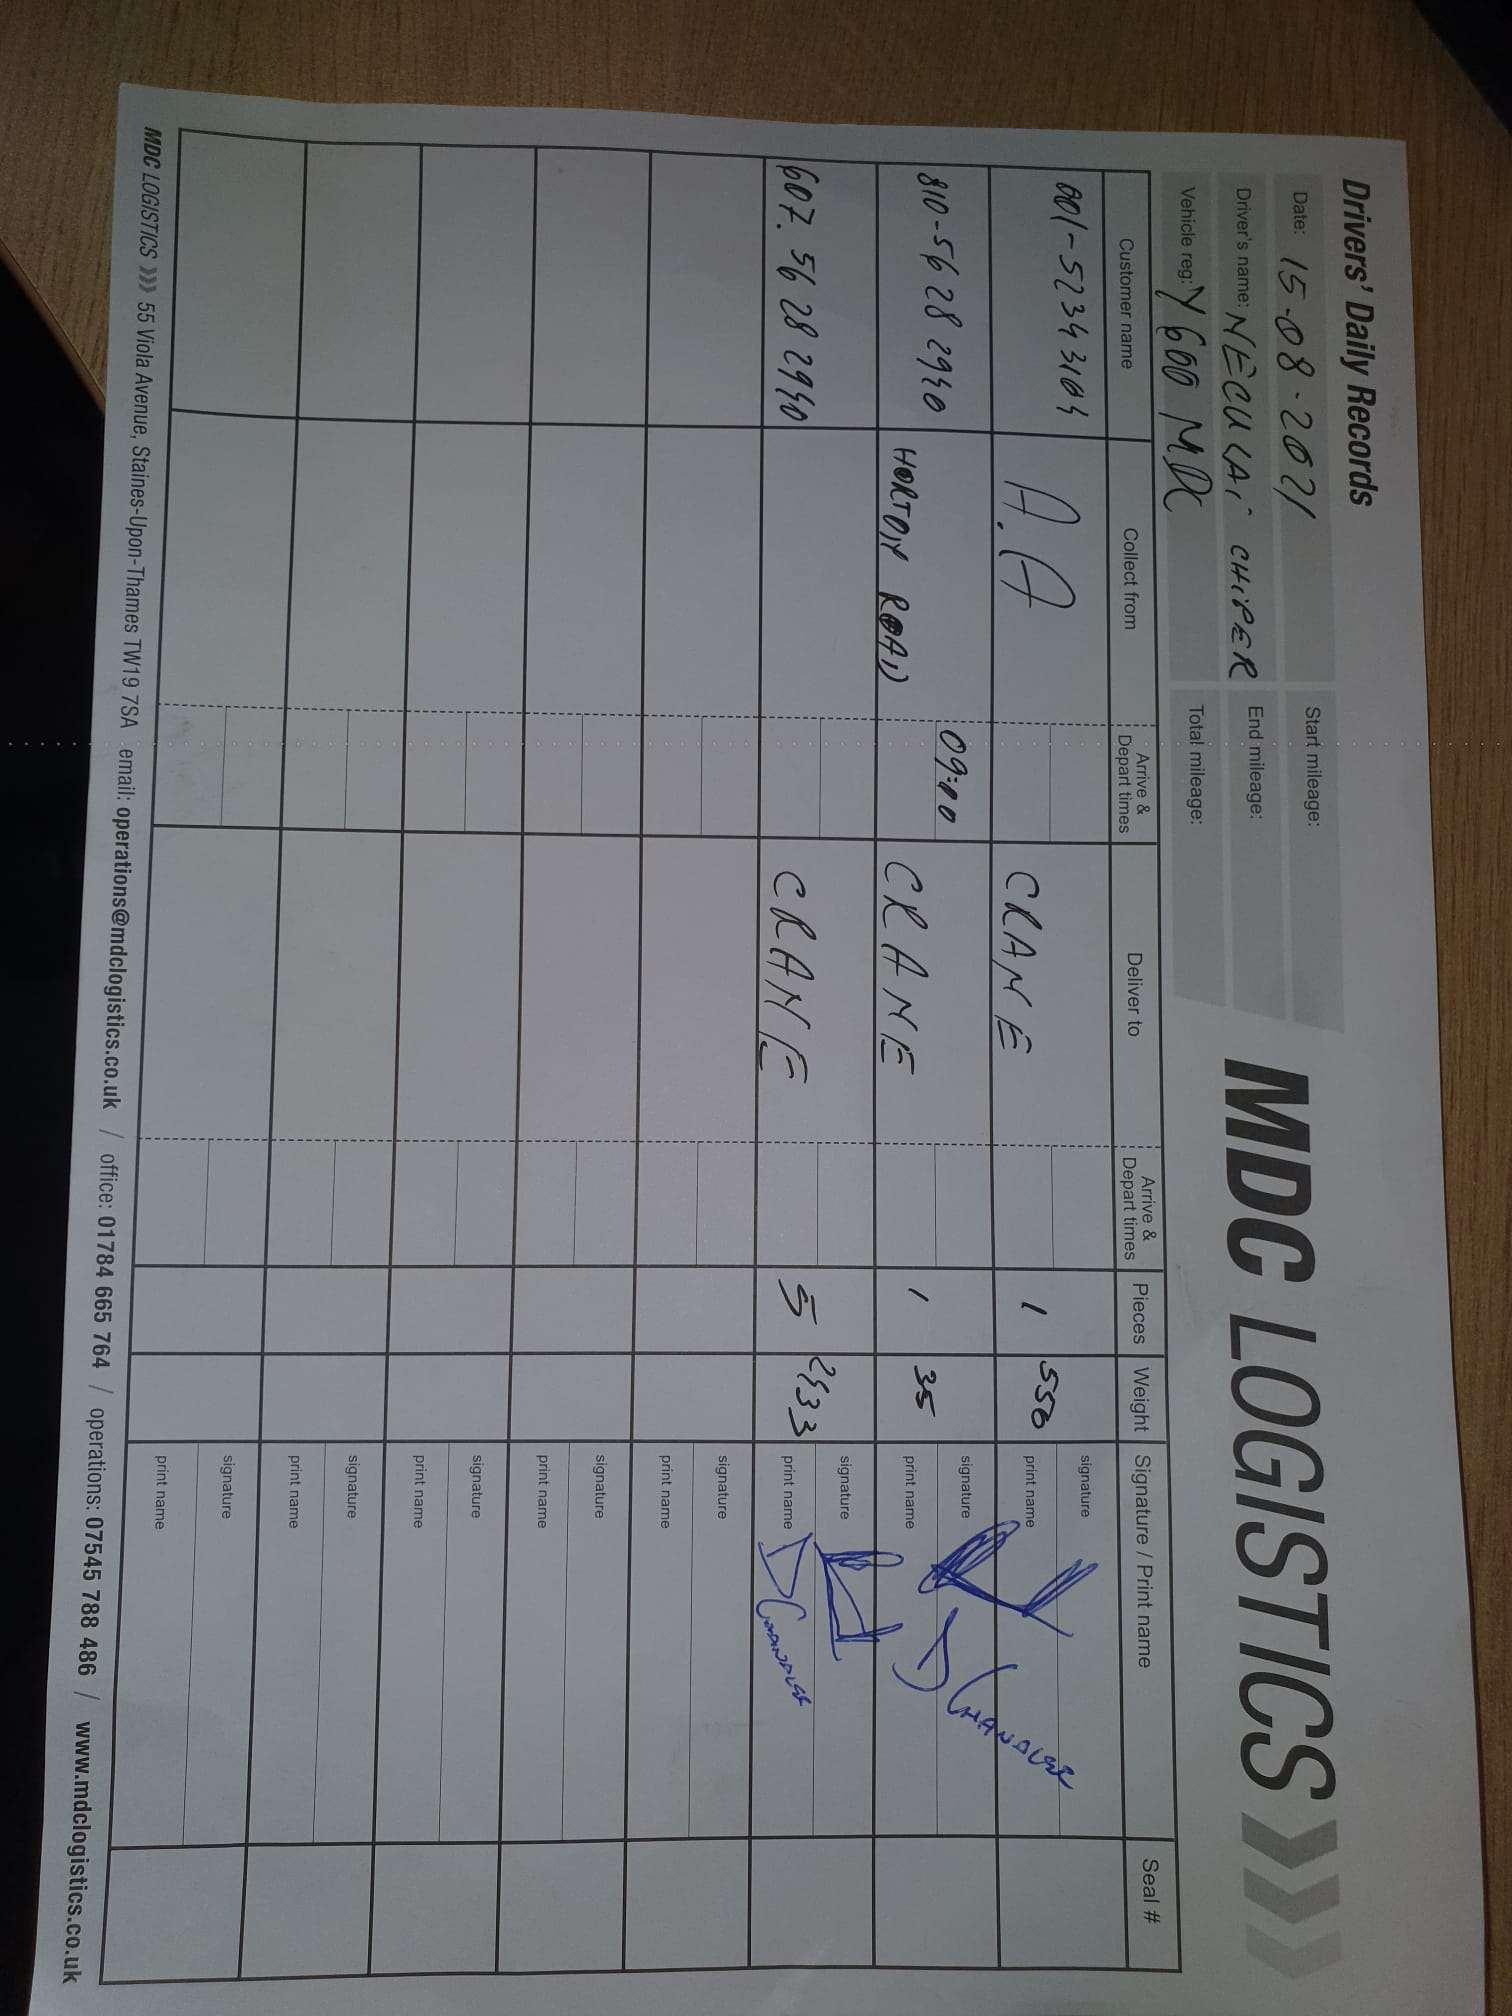 Drivers' Daily Records
MDC LOGISTICS
Date: 15-08-2021
Start mileage:
Driver's name: NECULAi CHiPER
End mileage:
Vehicle reg: Y600 MDC
Total mileage:
Customer name Collect from Arrive & Depart times Deliver to Arrive & Depart times Pieces Weight Signature / Print name Seal #
001-52343104 A.A CRANE 1 550 signature
print name
810-56282940 HORTON ROAD 09:00 CRANE 1 35 signature D CHANDLER
print name
607-56282940 CRANE 5 2433 signature
print name D CHANDLER
signature
print name
signature
print name
signature
print name
signature
print name
signature
print name
MDC LOGISTICS 55 Viola Avenue, Staines-Upon-Thames TW19 7SA email: operations@mdclogistics.co.uk / office: 01784 665 764 / operations: 07545 788 486 / www.mdclogistics.co.uk